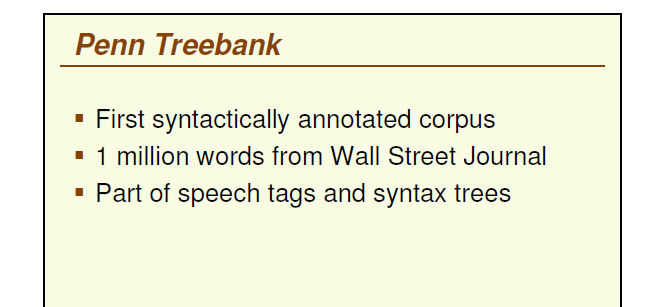 Penn Treebank
▪ First syntactically annotated corpus
▪ 1 million words from Wall Street Journal
▪ Part of speech tags and syntax trees